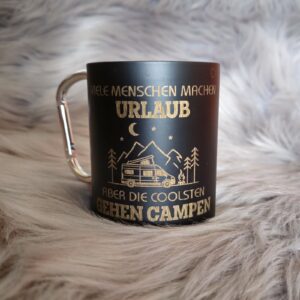 VIELE MENSCHEN MACHEN
URLAUB
ABER DIE COOLSTEN
GEHEN CAMPEN